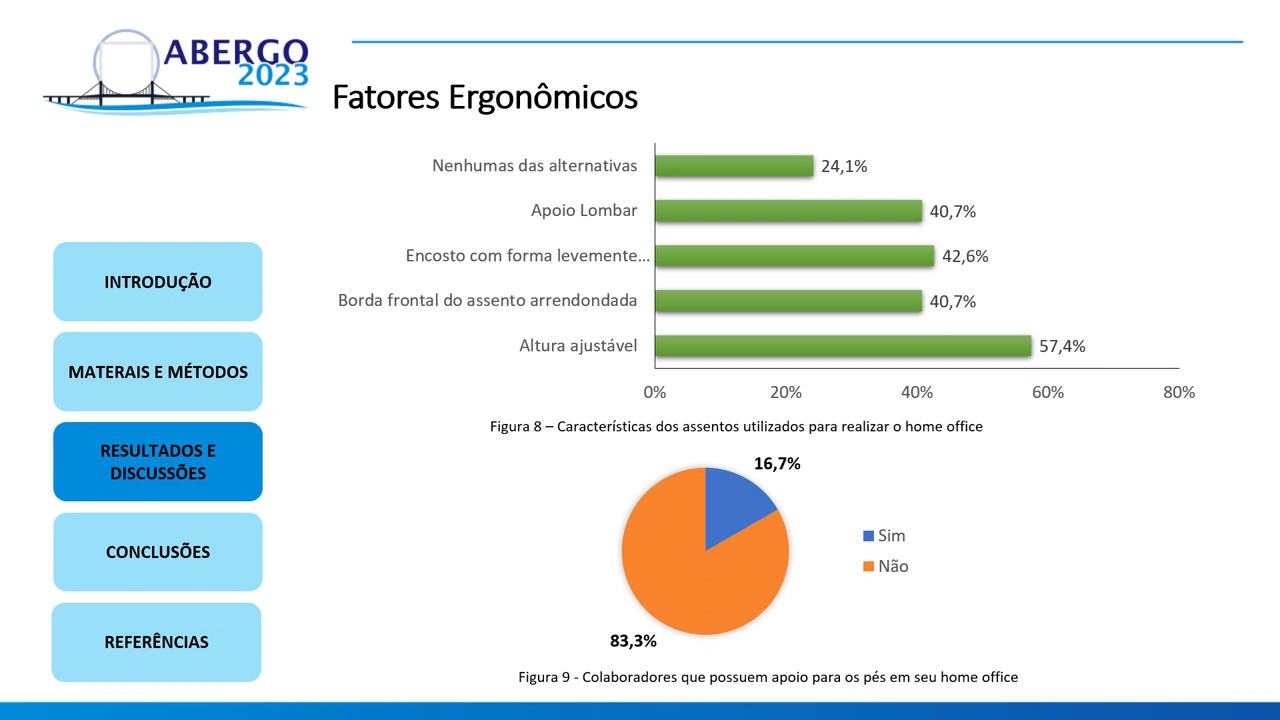 ABERGO
2023
Fatores Ergonômicos
Nenhumas das alternativas
24,1%
Apoio Lombar
40,7%
Encosto com forma levemente...
42,6%
Borda frontal do assento arrendondada
40,7%
Altura ajustável
57,4%
0%
20%
40%
60%
80%
Figura 8 – Características dos assentos utilizados para realizar o home office
16,7%
83,3%
Sim
Não
Figura 9 - Colaboradores que possuem apoio para os pés em seu home office
INTRODUÇÃO
MATERAIS E MÉTODOS
RESULTADOS E
DISCUSSÕES
CONCLUSÕES
REFERÊNCIAS